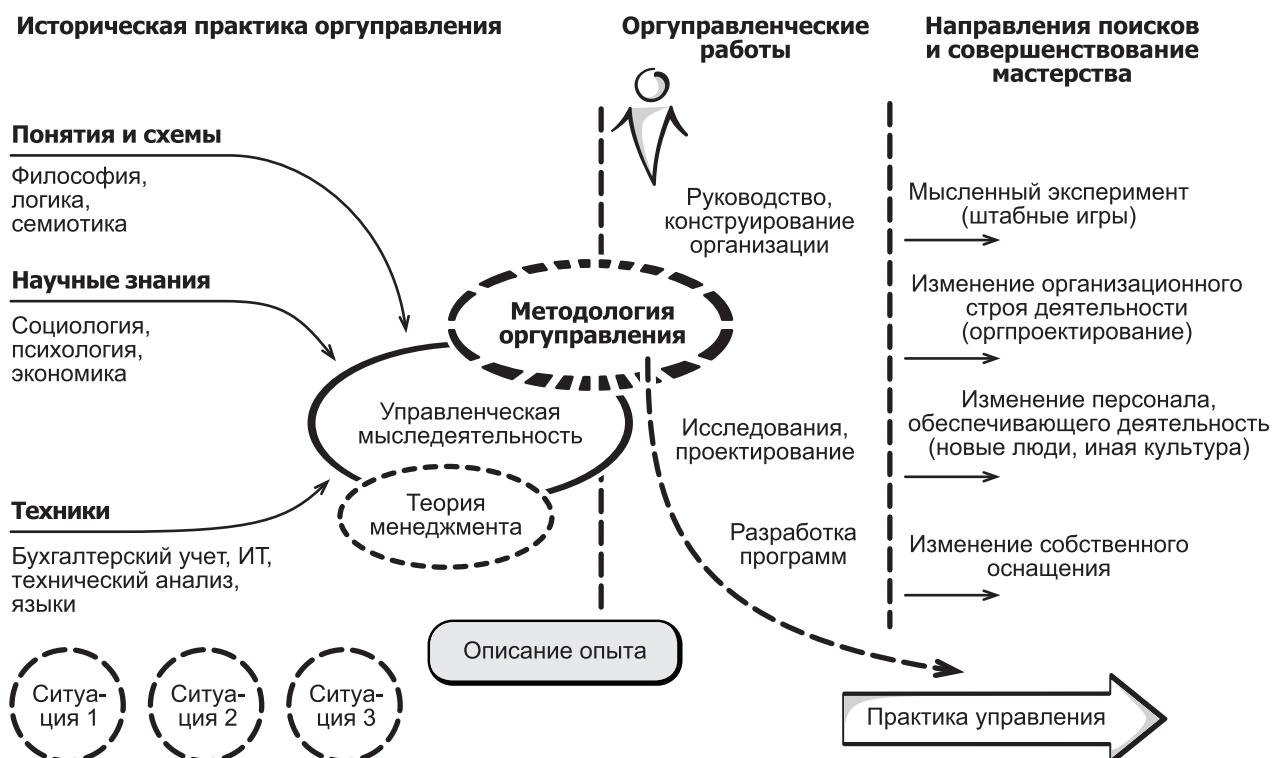 Историческая практика оргуправления
Понятия и схемы
Философия,
логика,
семиотика
Научные знания
Социология,
психология,
экономика
Техники
Бухгалтерский учет, ИТ,
технический анализ,
языки
Ситуа-
ция 1
Ситуа-
ция 2
Ситуа-
ция 3
Методология
оргуправления
Управленческая
мыследеятельность
Теория
менеджмента
Описание опыта
Оргуправленческие
работы
Руководство,
конструирование
организации
Исследования,
проектирование
Разработка
программ
Направления поисков
и совершенствование
мастерства
Мысленный эксперимент
(штабные игры)
Изменение организационного
строя деятельности
(оргпроектирование)
Изменение персонала,
обеспечивающего деятельность
(новые люди, иная культура)
Изменение собственного
оснащения
Практика управления